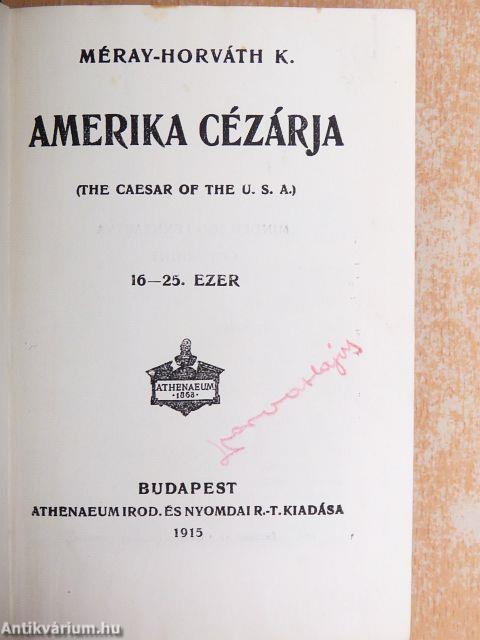 MÉRAY-HORVÁTH K.
AMERIKA CÉZÁRJA
(THE CAESAR OF THE U. S. A.)
16—25. EZER
ATHENAEUM
·1868·
BUDAPEST
ATHENAEUM IROD. ÉS NYOMDAI R.-T. KIADÁSA
1915
Antikvárium.hu